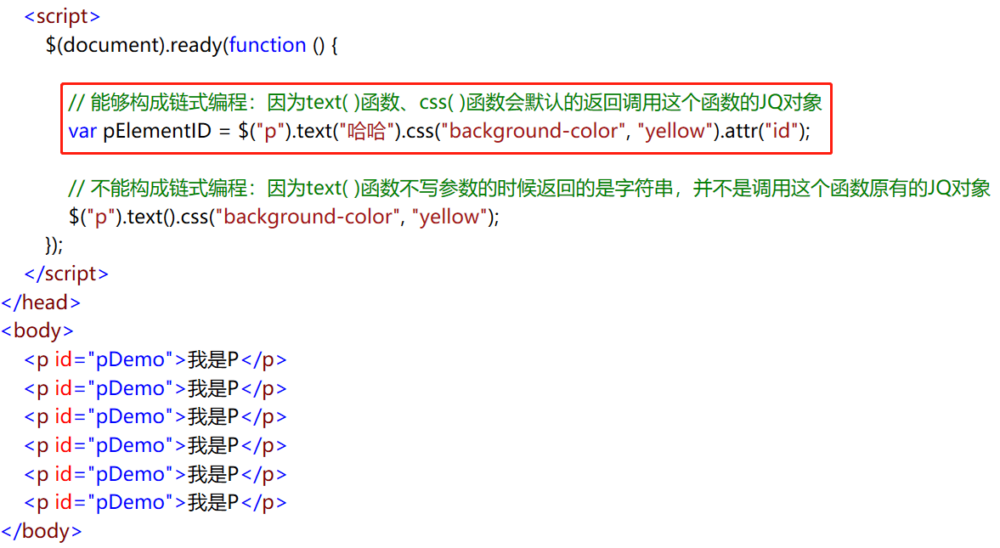 <script>
$(document).ready(function () {
// 能够构成链式编程：因为text( )函数、css( )函数会默认的返回调用这个函数的JQ对象
var pElementID = $("p").text("哈哈").css("background-color", "yellow").attr("id");
// 不能构成链式编程：因为text( )函数不写参数的时候返回的是字符串，并不是调用这个函数原有的JQ对象
$("p").text().css("background-color", "yellow");
});
</script>
</head>
<body>
<p id="pDemo">我是P</p>
<p id="pDemo">我是P</p>
<p id="pDemo">我是P</p>
<p id="pDemo">我是P</p>
<p id="pDemo">我是P</p>
<p id="pDemo">我是P</p>
</body>